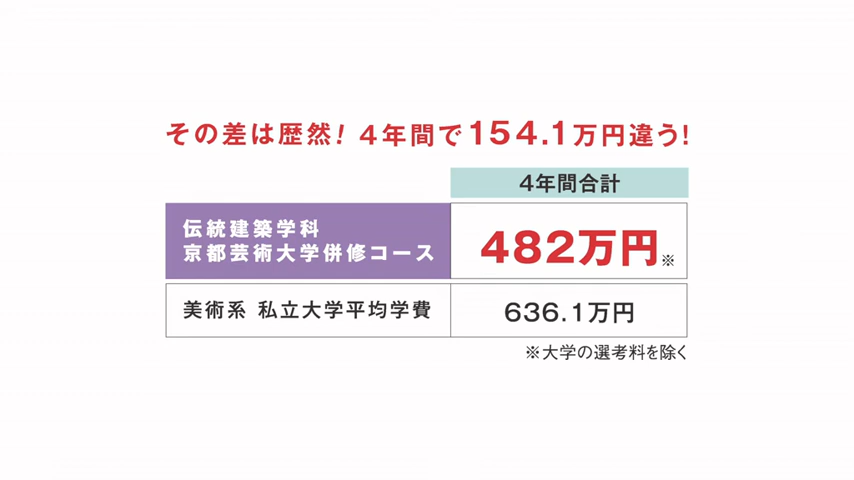 その差は歴然！4年間で154.1万円違う！
4年間合計
伝統建築学科
京都芸術大学併修コース
482万円※
美術系 私立大学平均学費
636.1万円
※大学の選考料を除く